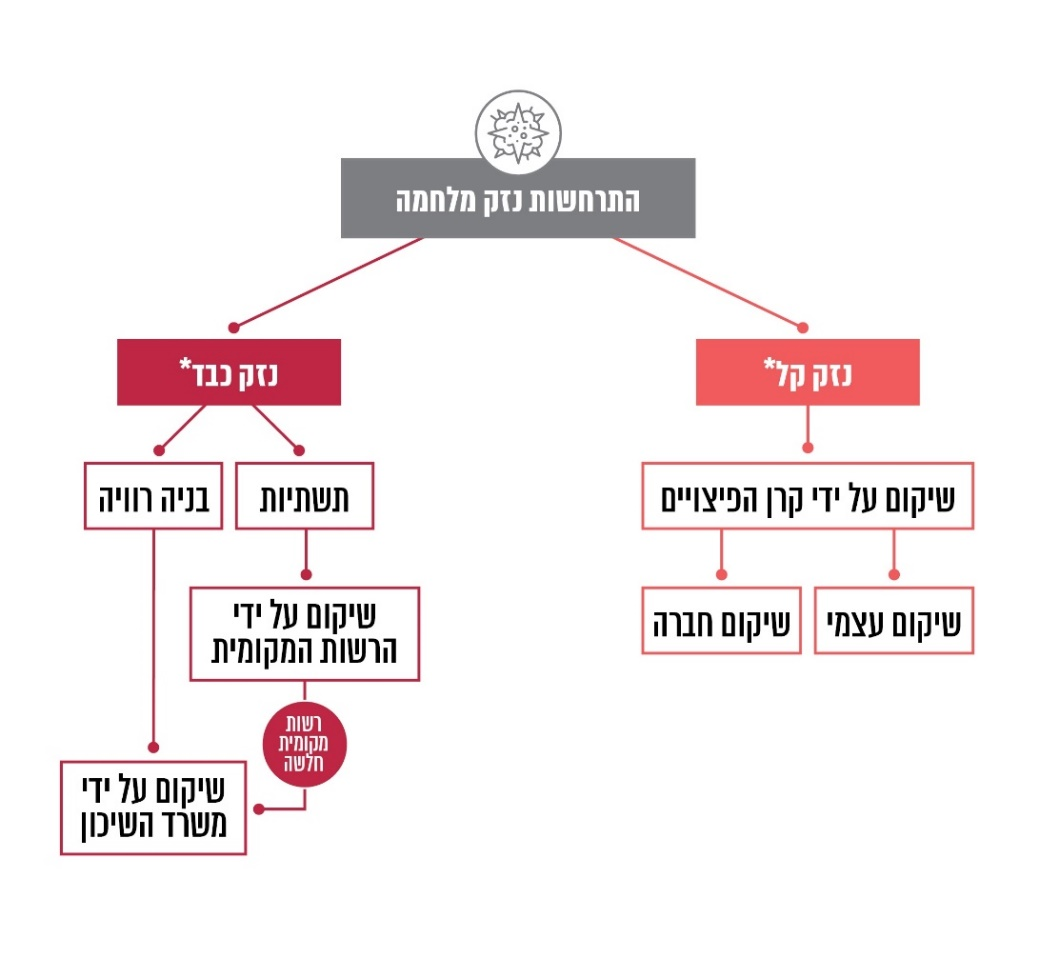 התרחשות נזק מלחמה
נזק קל*
נזק כבד*
שיקום על ידי קרן הפיצויים
תשתיות
בניה רוויה
שיקום עצמי
שיקום חברה
שיקום על ידי
הרשות המקומית
רשות
מקומית
חלשה
שיקום על ידי
משרד השיכון